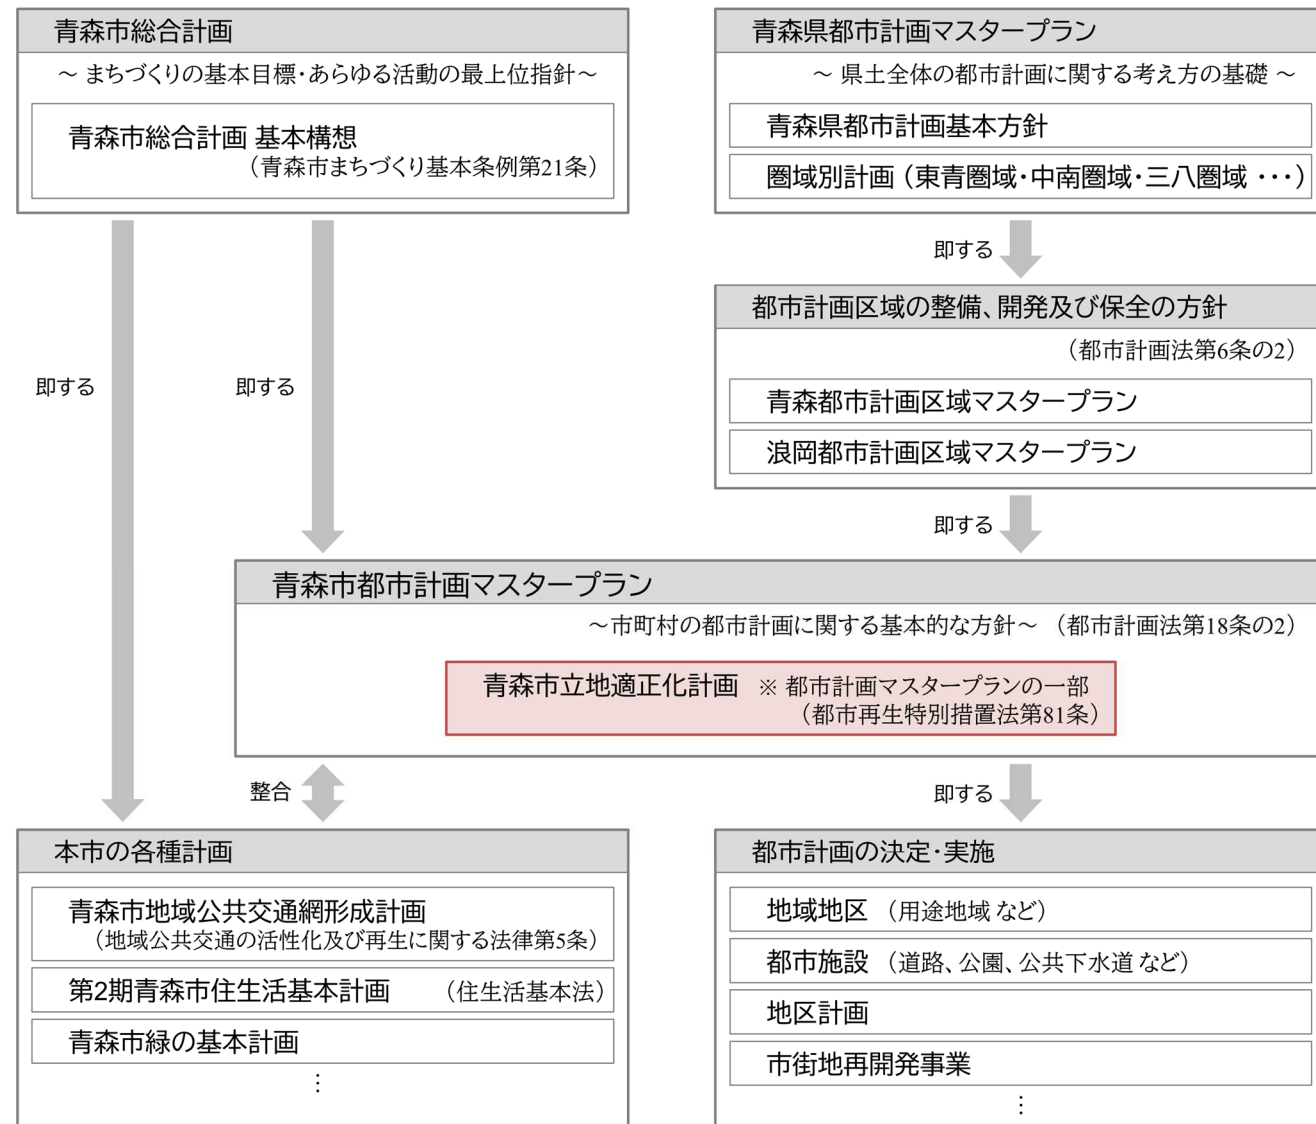 青森市総合計画
～ まちづくりの基本目標・あらゆる活動の最上位指針～
青森市総合計画 基本構想
（青森市まちづくり基本条例第21条）
青森県都市計画マスタープラン
～ 県土全体の都市計画に関する考え方の基礎 ～
青森県都市計画基本方針
圏域別計画（東青圏域・中南圏域・三八圏域 ・・・）
即する
都市計画区域の整備、開発及び保全の方針
（都市計画法第6条の2）
青森都市計画区域マスタープラン
浪岡都市計画区域マスタープラン
即する
即する
即する
青森市都市計画マスタープラン
～市町村の都市計画に関する基本的な方針～ （都市計画法第18条の2）
青森市立地適正化計画 ※ 都市計画マスタープランの一部
（都市再生特別措置法第81条）
整合
即する
本市の各種計画
青森市地域公共交通網形成計画
（地域公共交通の活性化及び再生に関する法律第5条）
第2期青森市住生活基本計画 （住生活基本法）
青森市緑の基本計画
⋮
都市計画の決定・実施
地域地区 （用途地域 など）
都市施設 （道路、公園、公共下水道 など）
地区計画
市街地再開発事業
⋮